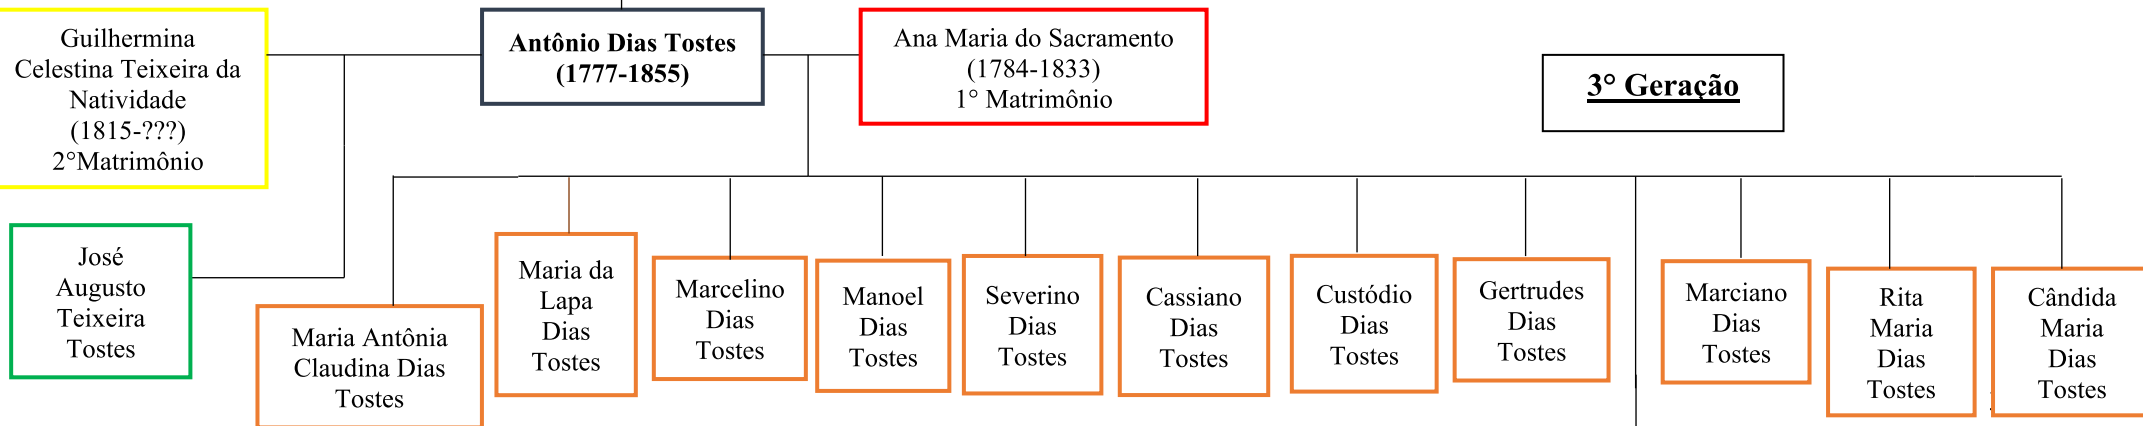 Guilhermina
Celestina Teixeira da
Natividade
(1815-???)
2°Matrimônio
Antônio Dias Tostes
(1777-1855)
Ana Maria do Sacramento
(1784-1833)
1° Matrimônio
3° Geração
José
Augusto
Teixeira
Tostes
Maria Antônia
Claudina Dias
Tostes
Maria da
Lapa
Dias
Tostes
Marcelino
Dias
Tostes
Manoel
Dias
Tostes
Severino
Dias
Tostes
Cassiano
Dias
Tostes
Custódio
Dias
Tostes
Gertrudes
Dias
Tostes
Marciano
Dias
Tostes
Rita
Maria
Dias
Tostes
Cândida
Maria
Dias
Tostes